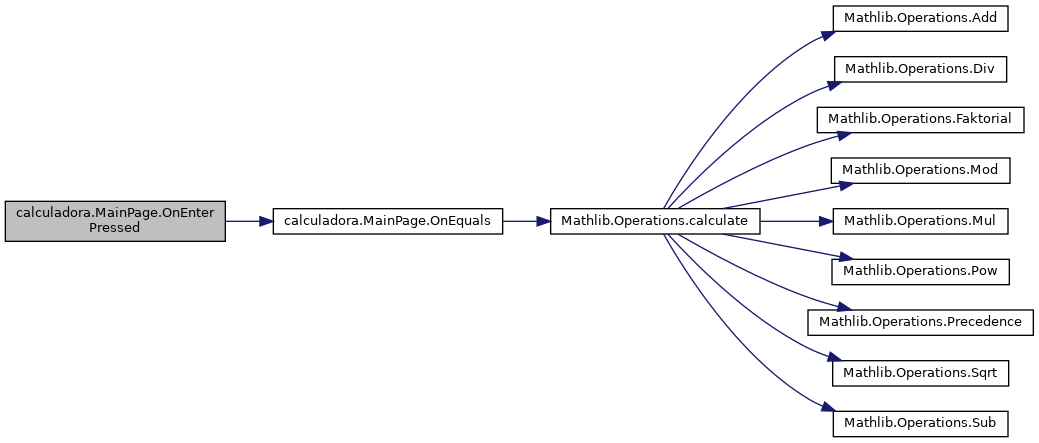 calculadora.MainPage.OnEnter
Pressed
calculadora.MainPage.OnEquals
Mathlib.Operations.calculate
Mathlib.Operations.Add
Mathlib.Operations.Div
Mathlib.Operations.Faktorial
Mathlib.Operations.Mod
Mathlib.Operations.Mul
Mathlib.Operations.Pow
Mathlib.Operations.Precedence
Mathlib.Operations.Sqrt
Mathlib.Operations.Sub